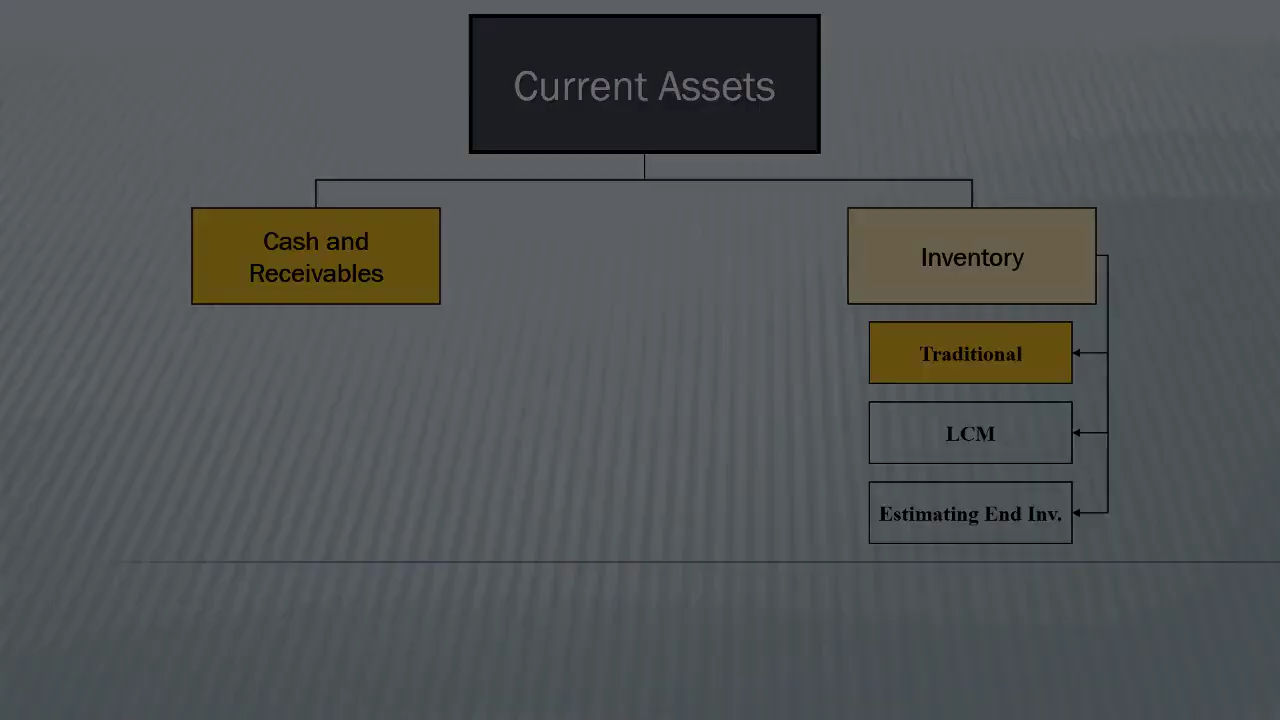 Current Assets
Cash and
Receivables
Inventory
Traditional
LCM
Estimating End Inv.